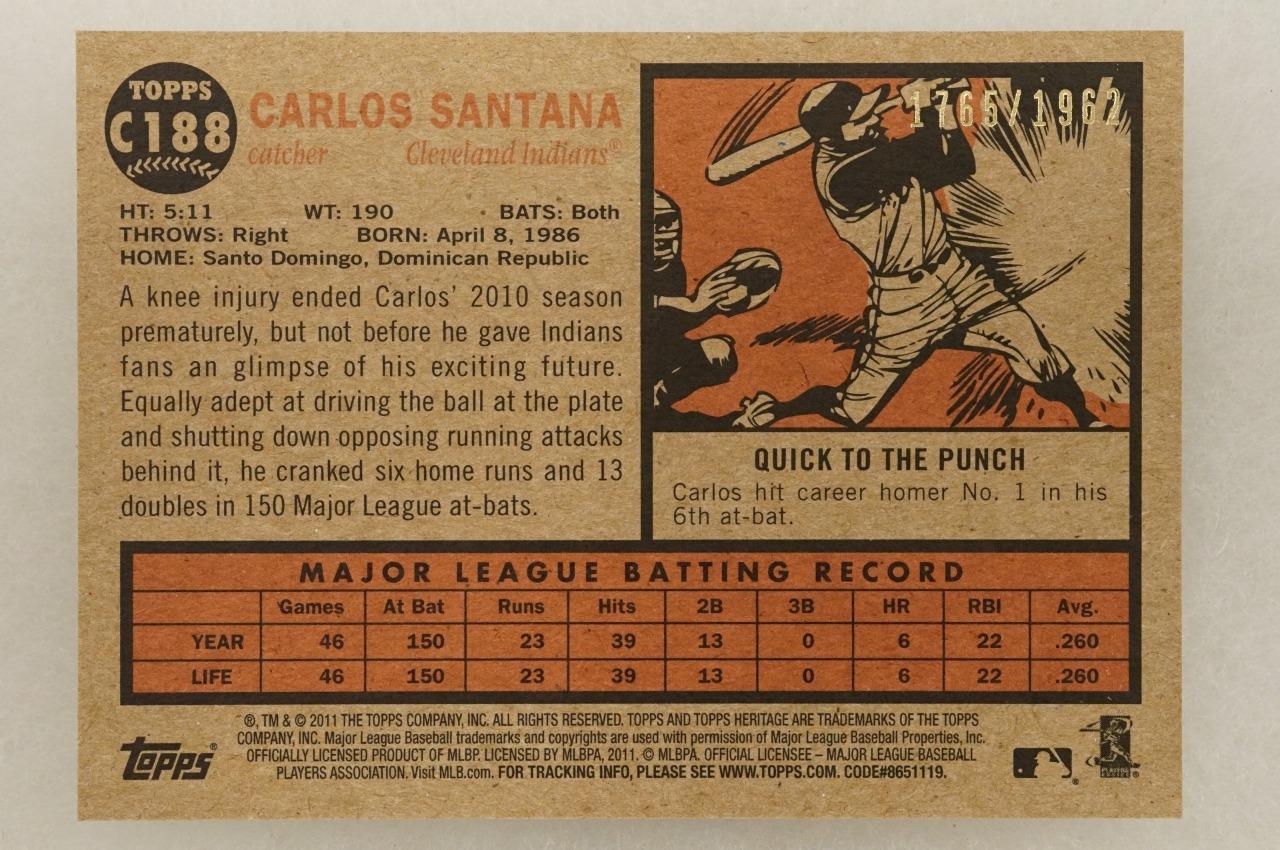 TOPPS
C188
CARLOS SANTANA
catcher Cleveland Indians®
HT: 5:11 WT: 190 BATS: Both
THROWS: Right BORN: April 8, 1986
HOME: Santo Domingo, Dominican Republic
A knee injury ended Carlos' 2010 season
prematurely, but not before he gave Indians
fans an glimpse of his exciting future.
Equally adept at driving the ball at the plate
and shutting down opposing running attacks
behind it, he cranked six home runs and 13
doubles in 150 Major League at-bats.
1765/1962
QUICK TO THE PUNCH
Carlos hit career homer No. 1 in his
6th at-bat.
MAJOR LEAGUE BATTING RECORD
Games At Bat Runs Hits 2B 3B HR RBI Avg.
YEAR 46 150 23 39 13 0 6 22 .260
LIFE 46 150 23 39 13 0 6 22 .260
®, TM & © 2011 THE TOPPS COMPANY, INC. ALL RIGHTS RESERVED. TOPPS AND TOPPS HERITAGE ARE TRADEMARKS OF THE TOPPS
COMPANY, INC. Major League Baseball trademarks and copyrights are used with permission of Major League Baseball Properties, Inc.
OFFICIALLY LICENSED PRODUCT OF MLBP. LICENSED BY MLBPA, 2011. © MLBPA. OFFICIAL LICENSEE – MAJOR LEAGUE BASEBALL
PLAYERS ASSOCIATION. Visit MLB.com. FOR TRACKING INFO, PLEASE SEE WWW.TOPPS.COM. CODE#8651119.
Topps®
PLAYERS CHOICE ®